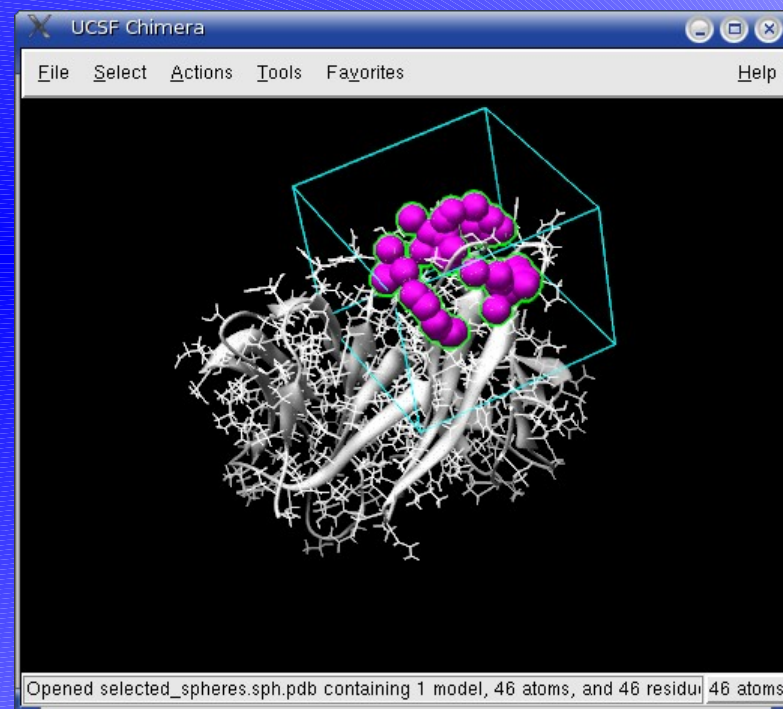 UCSF Chimera
File Select Actions Tools Favorites Help
Opened selected_spheres.sph.pdb containing 1 model, 46 atoms, and 46 residu 46 atoms